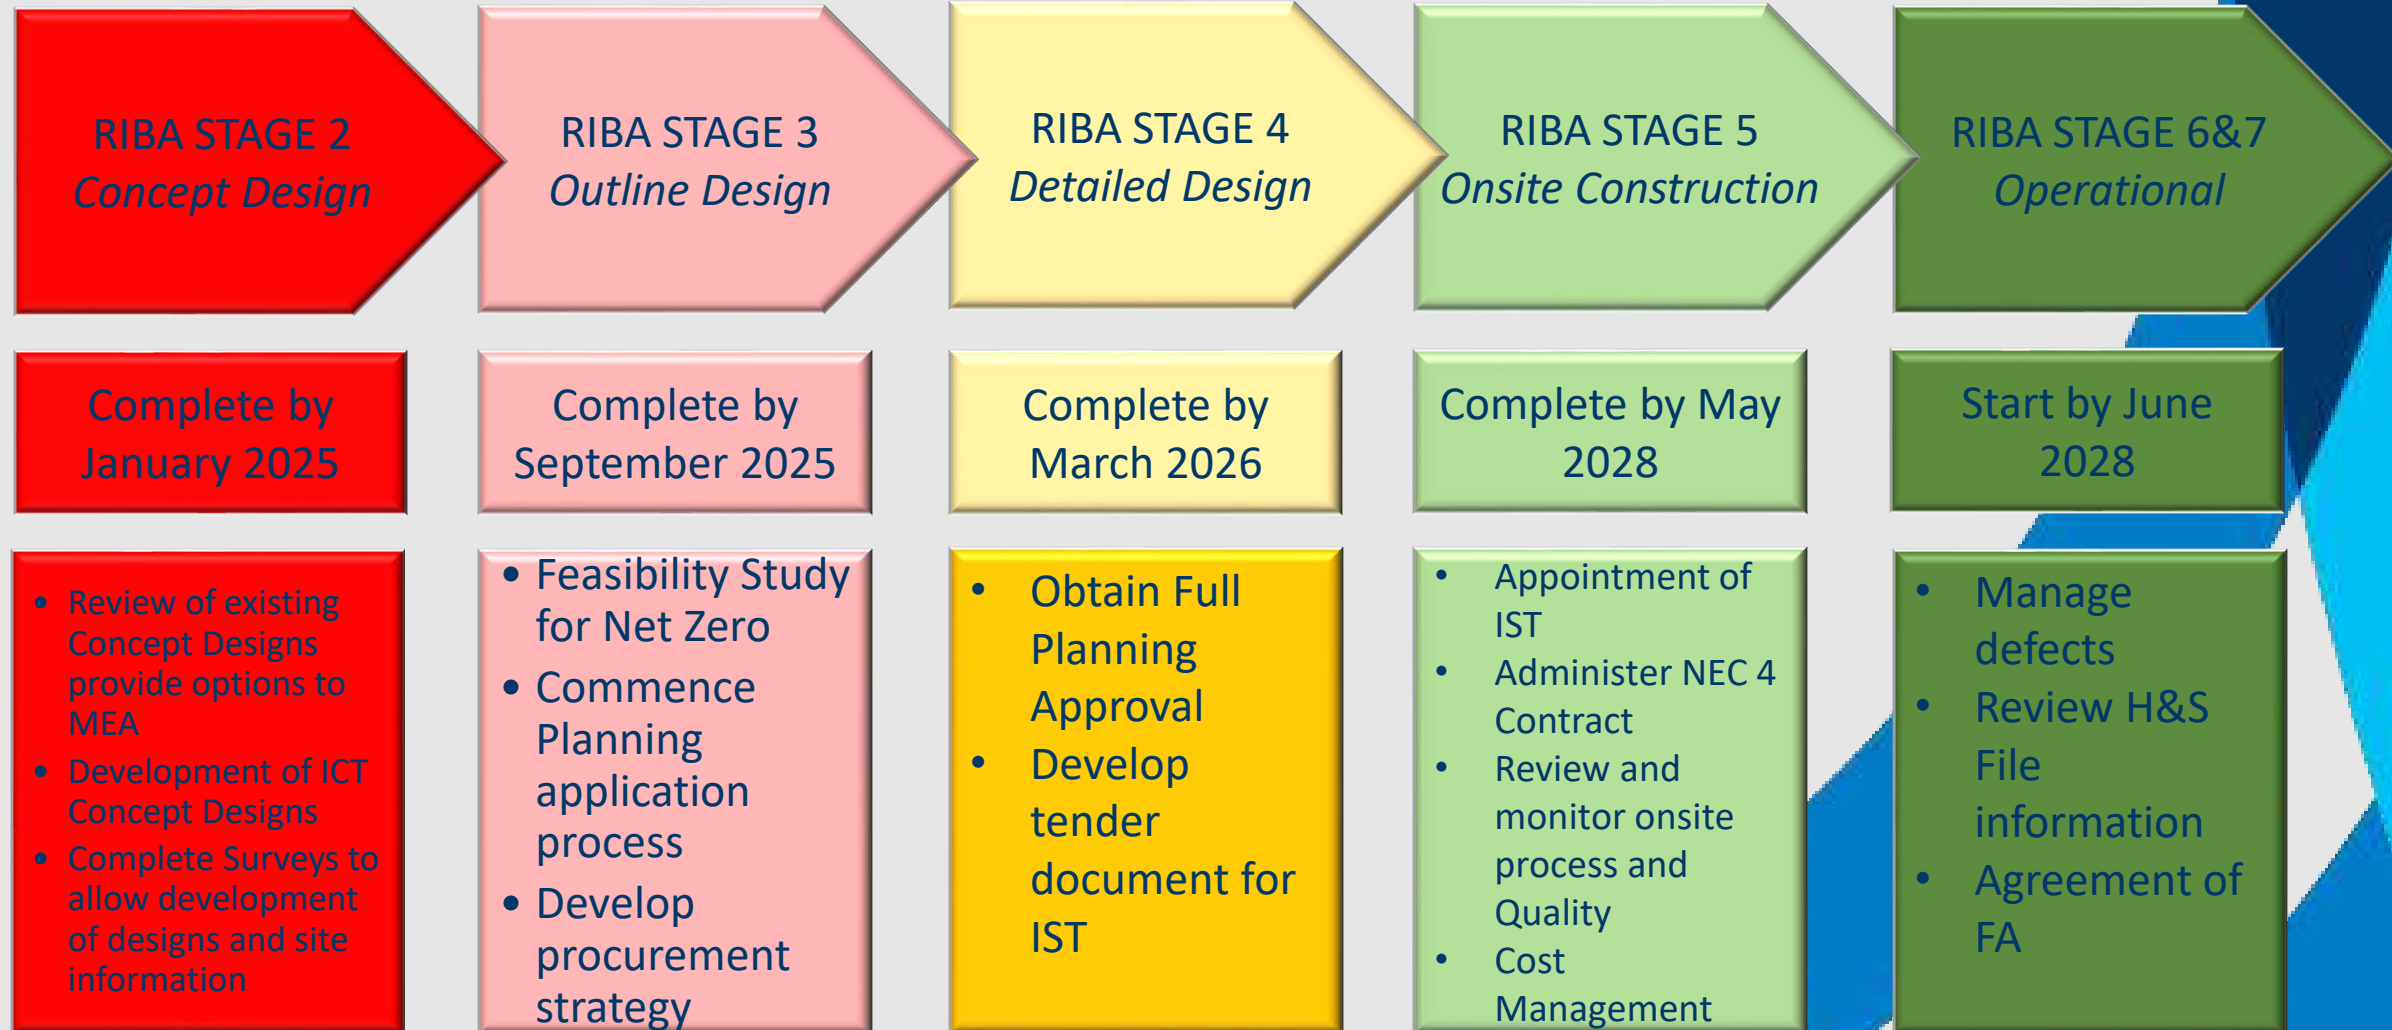 RIBA STAGE 2
Concept Design
RIBA STAGE 3
Outline Design
RIBA STAGE 4
Detailed Design
RIBA STAGE 5
Onsite Construction
RIBA STAGE 6&7
Operational
Complete by
January 2025
Complete by
September 2025
Complete by
March 2026
Complete by May
2028
Start by June
2028
• Review of existing
Concept Designs
provide options to
MEA
• Development of ICT
Concept Designs
• Complete Surveys to
allow development
of designs and site
information
• Feasibility Study
for Net Zero
• Commence
Planning
application
process
• Develop
procurement
strategy
• Obtain Full
Planning
Approval
• Develop
tender
document for
IST
• Appointment of
IST
• Administer NEC 4
Contract
• Review and
monitor onsite
process and
Quality
• Cost
Management
• Manage
defects
• Review H&S
File
information
• Agreement of
FA